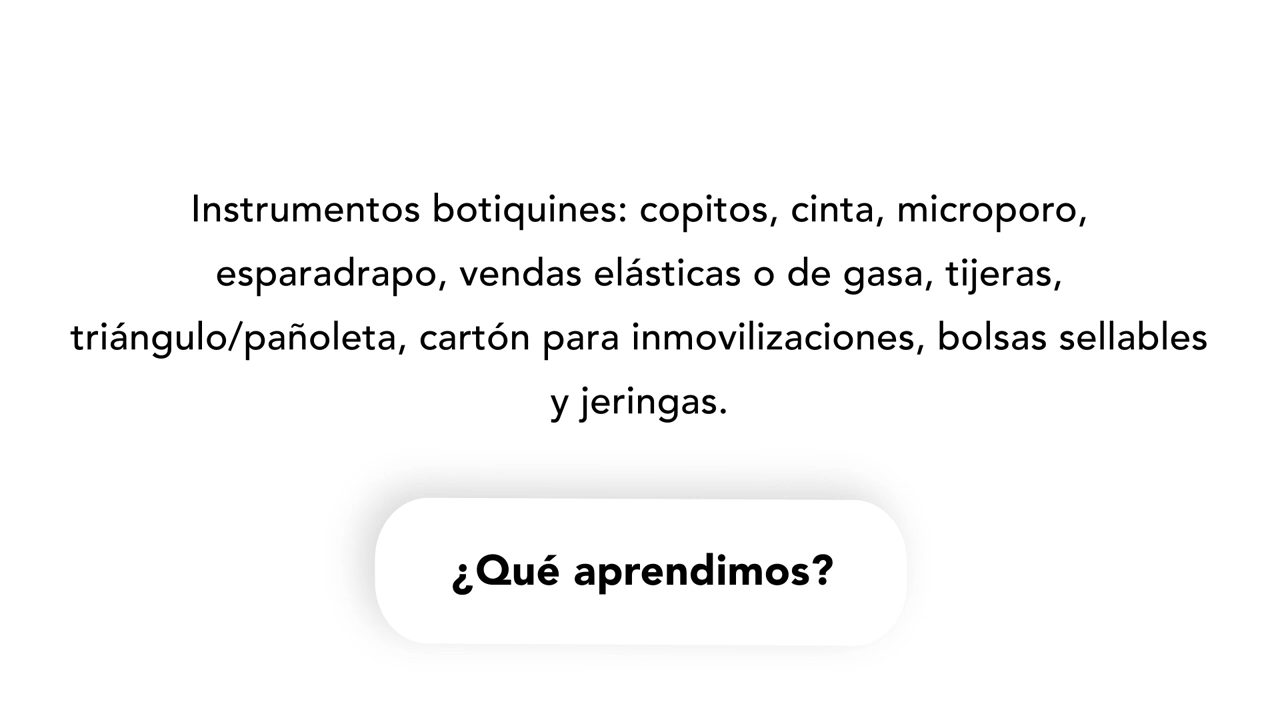 Instrumentos botiquines: copitos, cinta, microporo,
esparadrapo, vendas elásticas o de gasa, tijeras,
triángulo/pañoleta, cartón para inmovilizaciones, bolsas sellables
y jeringas.
¿Qué aprendimos?